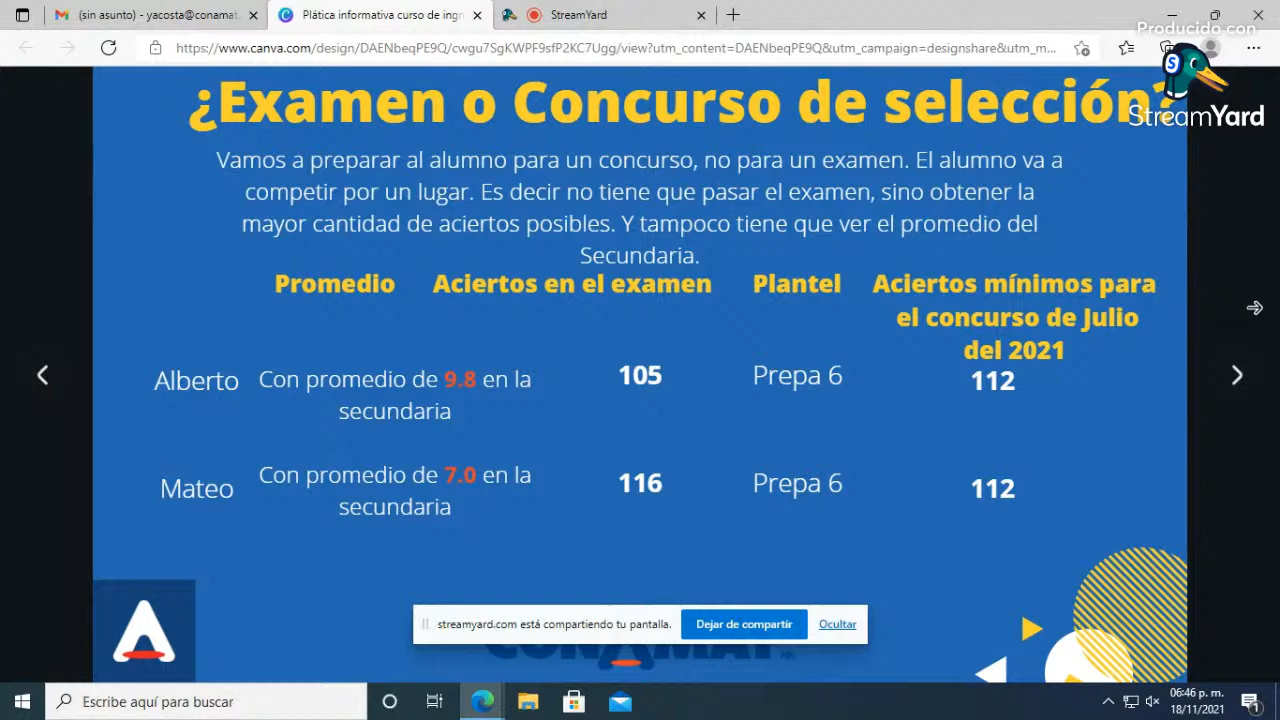 (sin asunto) - yacosta@conamat
Plática informativa curso de ingr
StreamYard
Producido con
https://www.canva.com/design/DAENbeqPE9Q/cwgu7SgKWPF9sfP2KC7Ugg/view?utm_content=DAENbeqPE9Q&utm_campaign=designshare&utm_m...
StreamYard
¿Examen o Concurso de selección?
Vamos a preparar al alumno para un concurso, no para un examen. El alumno va a
competir por un lugar. Es decir no tiene que pasar el examen, sino obtener la
mayor cantidad de aciertos posibles. Y tampoco tiene que ver el promedio del
Secundaria.
Promedio Aciertos en el examen Plantel Aciertos mínimos para
el concurso de Julio
del 2021
Alberto Con promedio de 9.8 en la 105 Prepa 6 112
secundaria
Mateo Con promedio de 7.0 en la 116 Prepa 6 112
secundaria
streamyard.com está compartiendo tu pantalla. Dejar de compartir Ocultar
CONAMAT
Escribe aquí para buscar
06:46 p. m.
18/11/2021
1